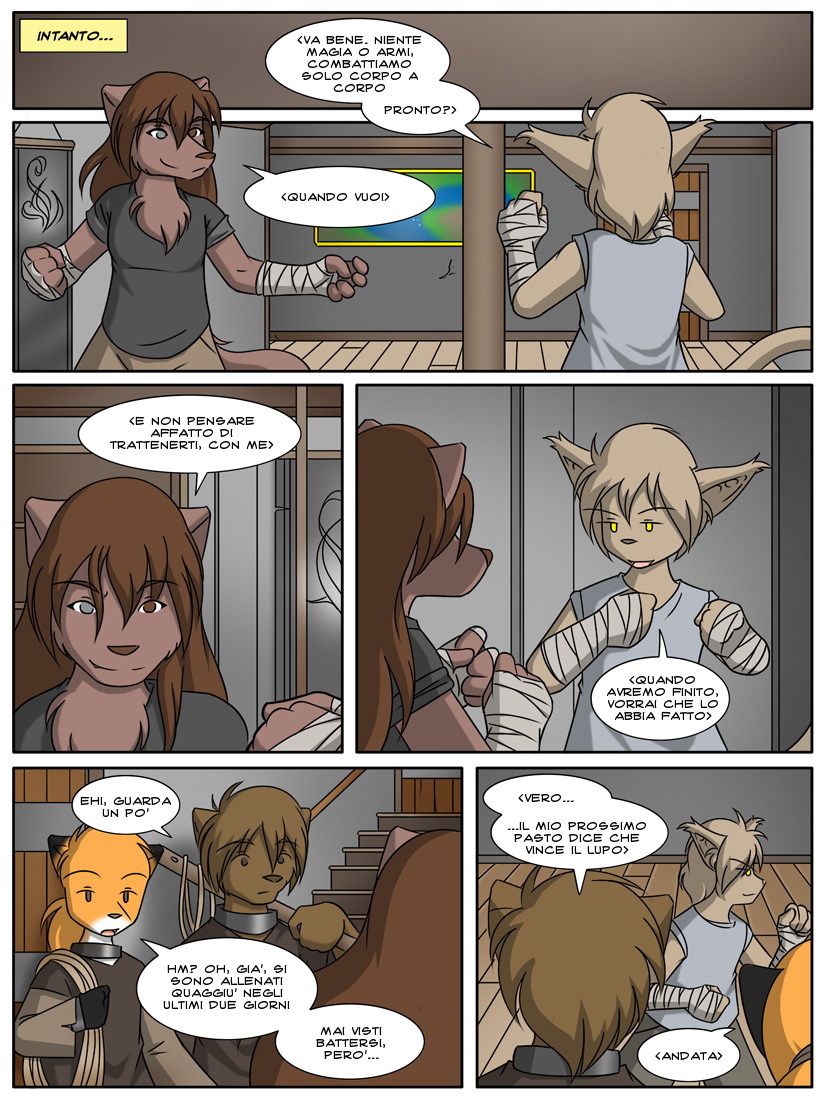 INTANTO...
<VA BENE. NIENTE
MAGIA O ARMI,
COMBATTIAMO
SOLO CORPO A
CORPO
PRONTO?>
<QUANDO VUOI>
<E NON PENSARE
AFFATTO DI
TRATTENERTI, CON ME>
<QUANDO
AVREMO FINITO,
VORRAI CHE LO
ABBIA FATTO>
EHI, GUARDA
UN PO'
HM? OH, GIA', SI
SONO ALLENATI
QUAGGIU' NEGLI
ULTIMI DUE GIORNI
MAI VISTI
BATTERSI,
PERO'...
<VERO...
...IL MIO PROSSIMO
PASTO DICE CHE
VINCE IL LUPO>
<ANDATA>